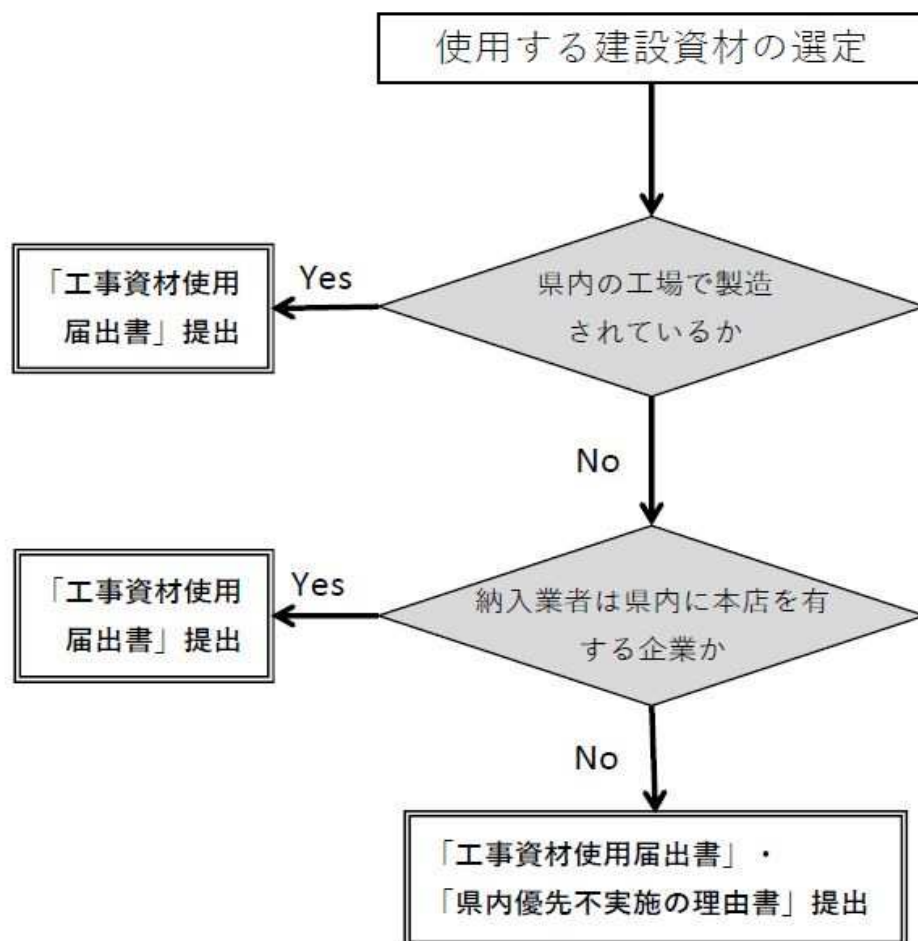 使用する建設資材の選定
県内の工場で製造
されているか
Yes
「工事資材使用
届出書」提出
No
納入業者は県内に本店を有
する企業か
Yes
「工事資材使用
届出書」提出
No
「工事資材使用届出書」・
「県内優先不実施の理由書」提出